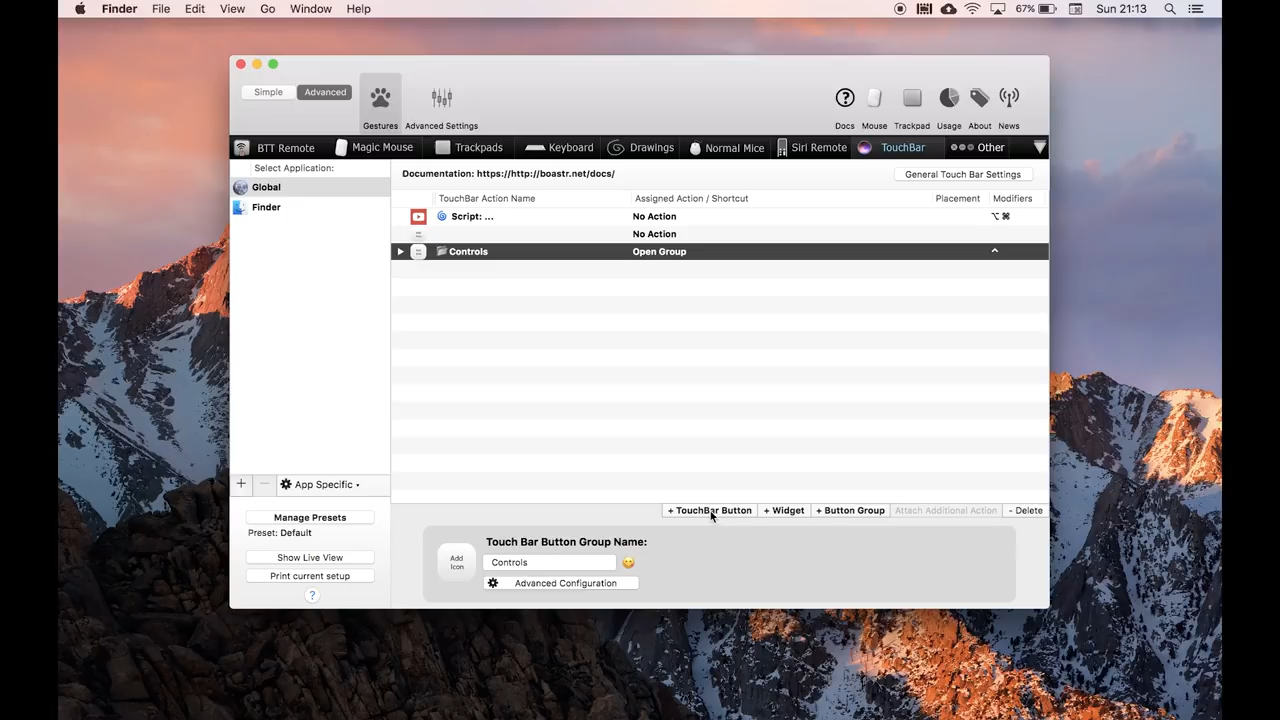 Finder File Edit View Go Window Help 67% Sun 21:13
Simple Advanced
Gestures Advanced Settings Docs Mouse Trackpad Usage About News
BTT Remote Magic Mouse Trackpads Keyboard Drawings Normal Mice Siri Remote TouchBar Other
Select Application:
Global
Finder
Documentation: https://http://boastr.net/docs/ General Touch Bar Settings
TouchBar Action Name Assigned Action / Shortcut Placement Modifiers
Script: ... No Action ⌥ ⌘
No Action
Controls Open Group ^
+ − App Specific
+ TouchBar Button + Widget + Button Group Attach Additional Action - Delete
Manage Presets
Preset: Default
Show Live View
Print current setup
?
Touch Bar Button Group Name:
Add Icon
Controls
Advanced Configuration